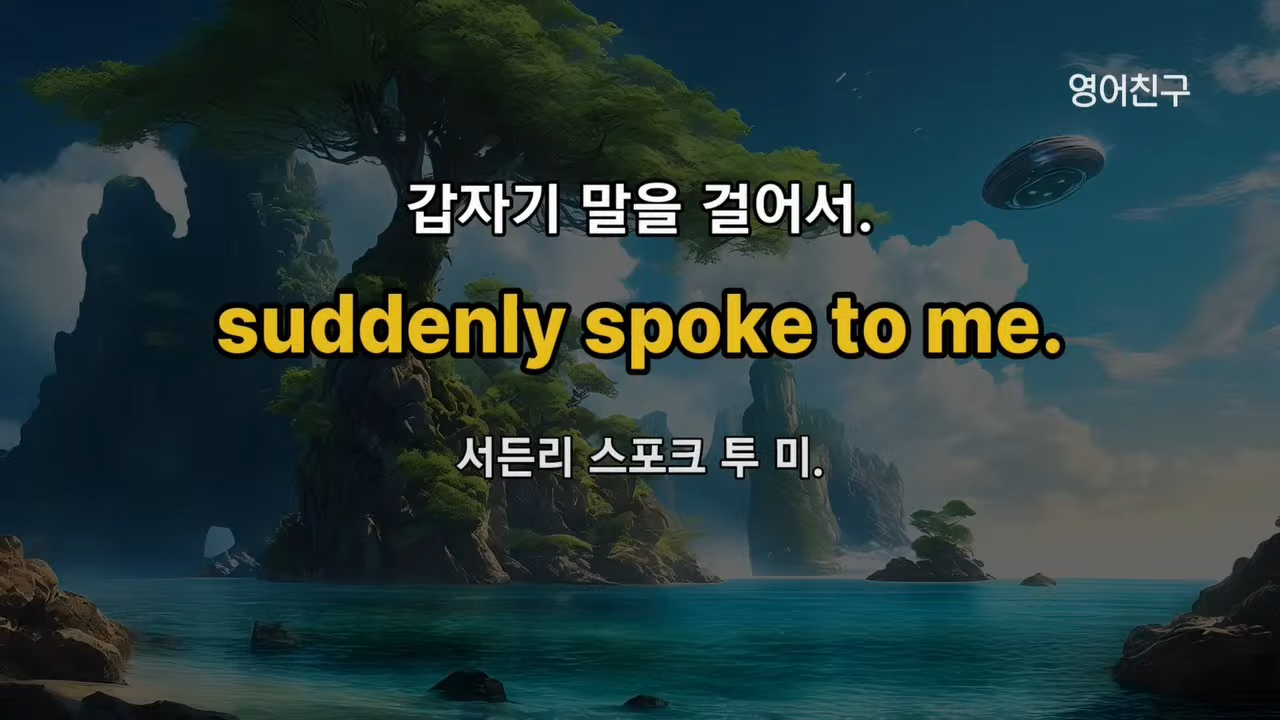 영어친구
갑자기 말을 걸어서.
suddenly spoke to me.
서든리 스포크 투 미.